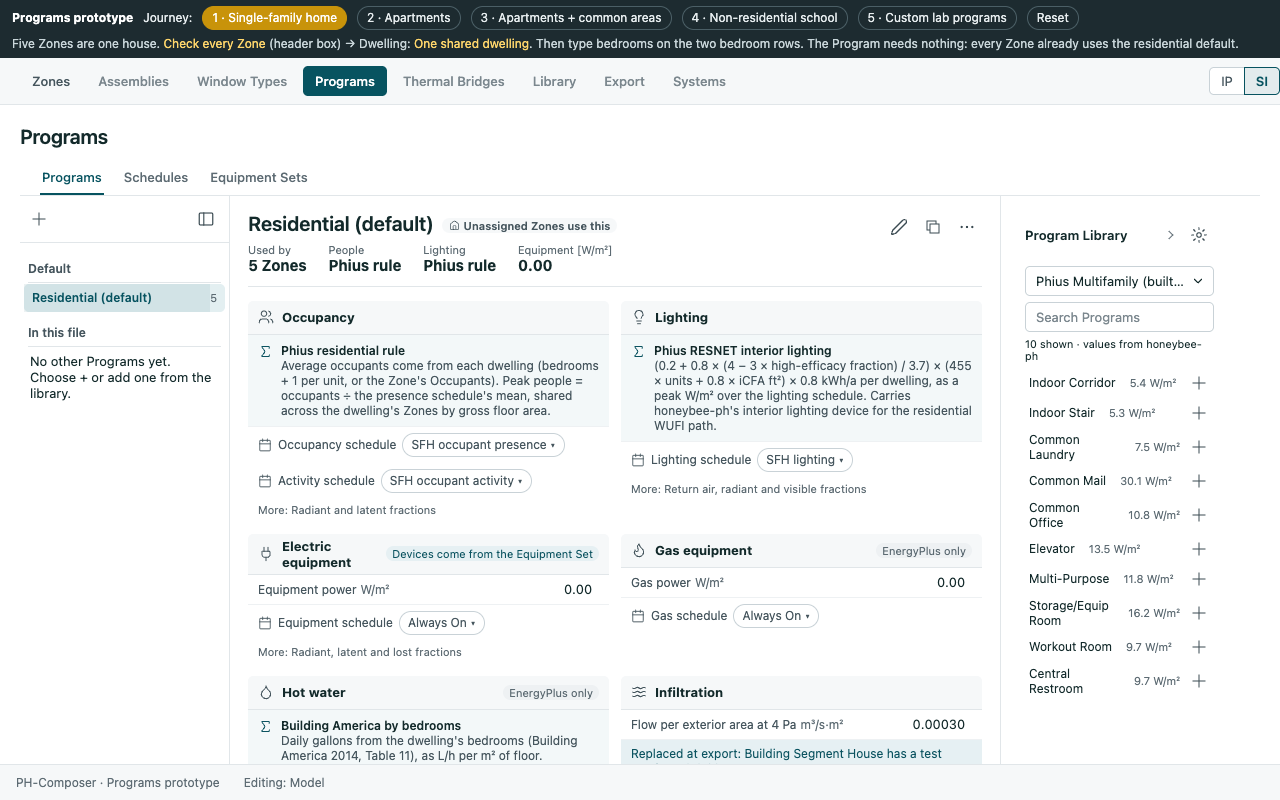 Programs prototype Journey: 1 · Single-family home 2 · Apartments 3 · Apartments + common areas 4 · Non-residential school 5 · Custom lab programs Reset
Five Zones are one house. Check every Zone (header box) → Dwelling: One shared dwelling. Then type bedrooms on the two bedroom rows. The Program needs nothing: every Zone already uses the residential default.
Zones Assemblies Window Types Programs Thermal Bridges Library Export Systems IP SI
Programs
Programs Schedules Equipment Sets
Default
Residential (default) 5
In this file
No other Programs yet.
Choose + or add one from the
library.
Residential (default) Unassigned Zones use this
Used by People Lighting Equipment [W/m²]
5 Zones Phius rule Phius rule 0.00
Occupancy
Phius residential rule
Average occupants come from each dwelling (bedrooms
+ 1 per unit, or the Zone's Occupants). Peak people =
occupants ÷ the presence schedule's mean, shared
across the dwelling's Zones by gross floor area.
Occupancy schedule SFH occupant presence ▾
Activity schedule SFH occupant activity ▾
More: Radiant and latent fractions
Lighting
Phius RESNET interior lighting
(0.2 + 0.8 × (4 − 3 × high-efficacy fraction) / 3.7) × (455
× units + 0.8 × iCFA ft²) × 0.8 kWh/a per dwelling, as a
peak W/m² over the lighting schedule. Carries
honeybee-ph's interior lighting device for the residential
WUFI path.
Lighting schedule SFH lighting ▾
More: Return air, radiant and visible fractions
Electric
equipment
Devices come from the Equipment Set
Equipment power W/m² 0.00
Equipment schedule Always On ▾
More: Radiant, latent and lost fractions
Gas equipment EnergyPlus only
Gas power W/m² 0.00
Gas schedule Always On ▾
Hot water EnergyPlus only
Building America by bedrooms
Daily gallons from the dwelling's bedrooms (Building
America 2014, Table 11), as L/h per m² of floor.
Infiltration
Flow per exterior area at 4 Pa m³/s·m² 0.00030
Replaced at export: Building Segment House has a test
Program Library
Phius Multifamily (built...
Search Programs
10 shown · values from honeybee-
ph
Indoor Corridor 5.4 W/m²
Indoor Stair 5.3 W/m²
Common
Laundry 7.5 W/m²
Common Mail 30.1 W/m²
Common
Office 10.8 W/m²
Elevator 13.5 W/m²
Multi-Purpose 11.8 W/m²
Storage/Equip
Room 16.2 W/m²
Workout Room 9.7 W/m²
Central
Restroom 9.7 W/m²
PH-Composer · Programs prototype Editing: Model